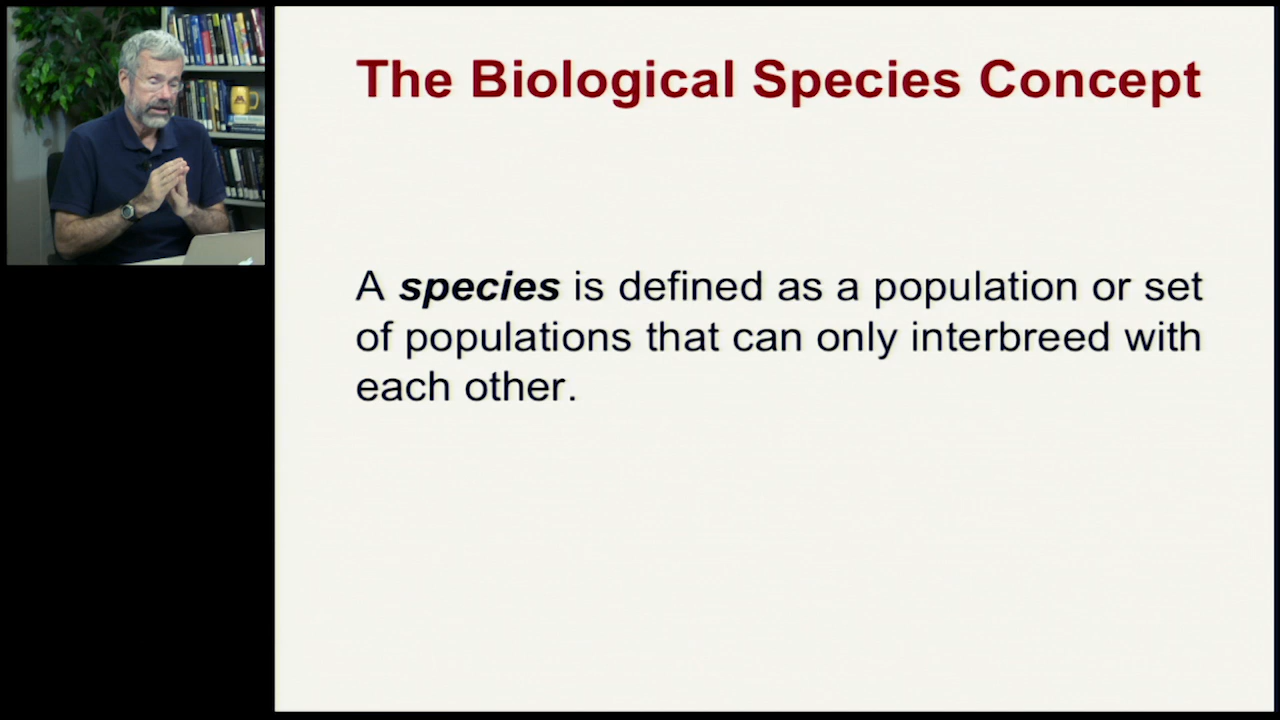 The Biological Species Concept
A species is defined as a population or set
of populations that can only interbreed with
each other.